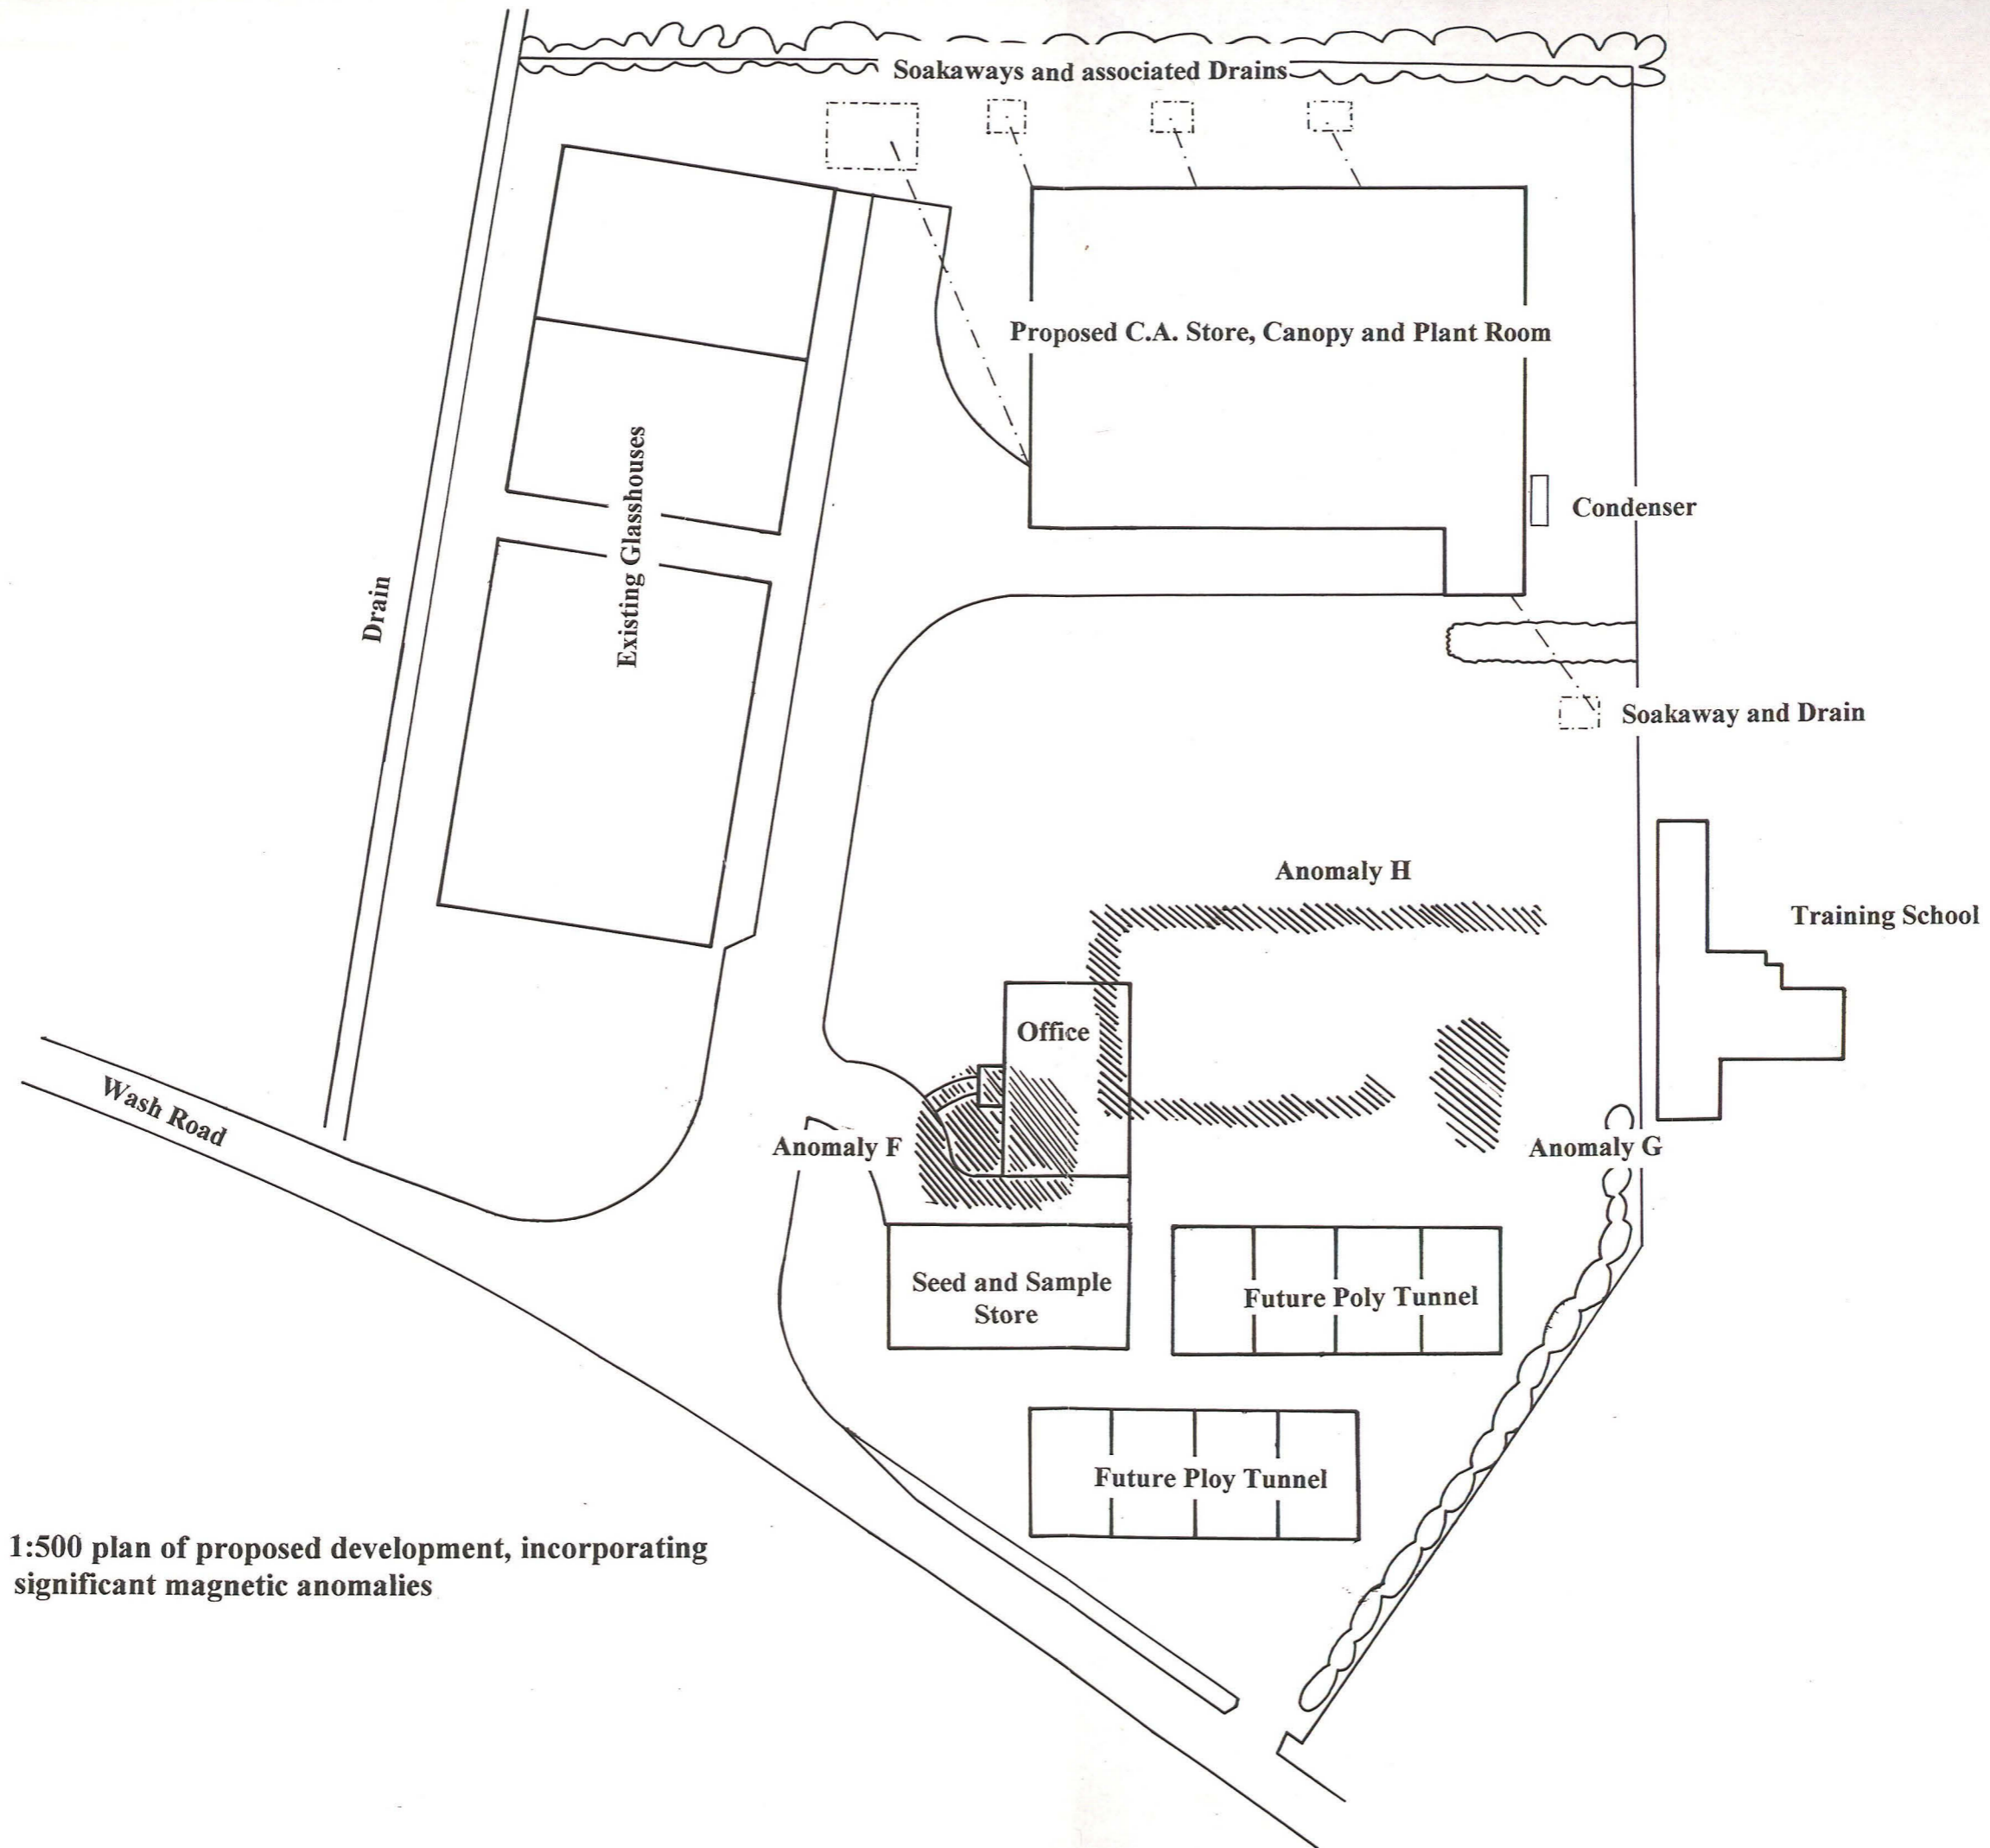 Soakaways and associated Drains
Proposed C.A. Store, Canopy and Plant Room
Existing Glasshouses
Condenser
Drain
Soakaway and Drain
Anomaly H
Training School
Office
Wash Road
Anomaly F
Anomaly G
Seed and Sample
Store
Future Poly Tunnel
Future Ploy Tunnel
1:500 plan of proposed development, incorporating
significant magnetic anomalies